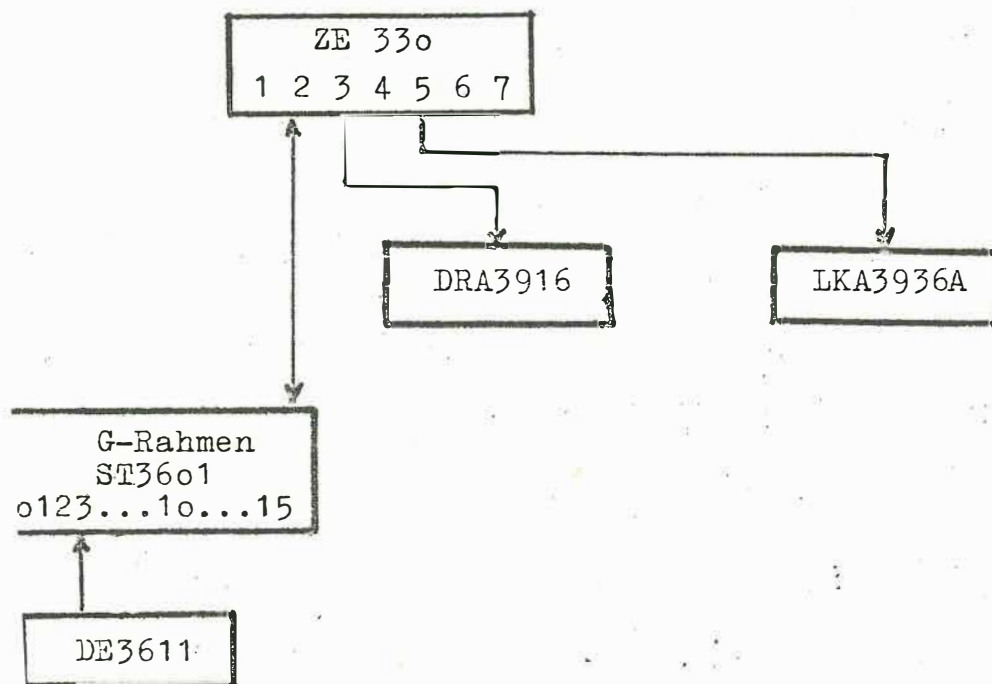 ZE 33o
1 2 3 4 5 6 7
DRA3916
LKA3936A
G-Rahmen
ST36o1
o123...1o...15
DE3611